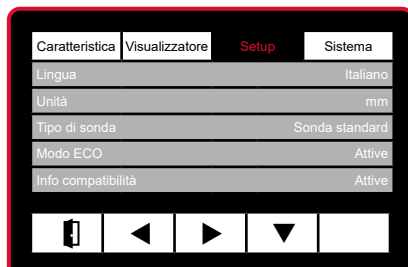 Caratteristica Visualizzatore Setup Sistema
Lingua Italiano
Unità mm
Tipo di sonda Sonda standard
Modo ECO Attive
Info compatibilità Attive